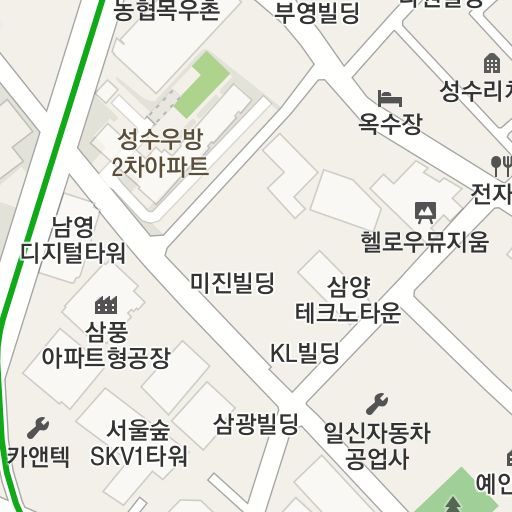 농협목우촌
부영빌딩
성수우방
2차아파트
옥수장
남영
디지털타워
헬로우뮤지움
미진빌딩
삼양
테크노타운
삼풍
아파트형공장
KL빌딩
서울숲
SKV1타워
삼광빌딩
일신자동차
공업사
카앤텍
성수리
전자
예인